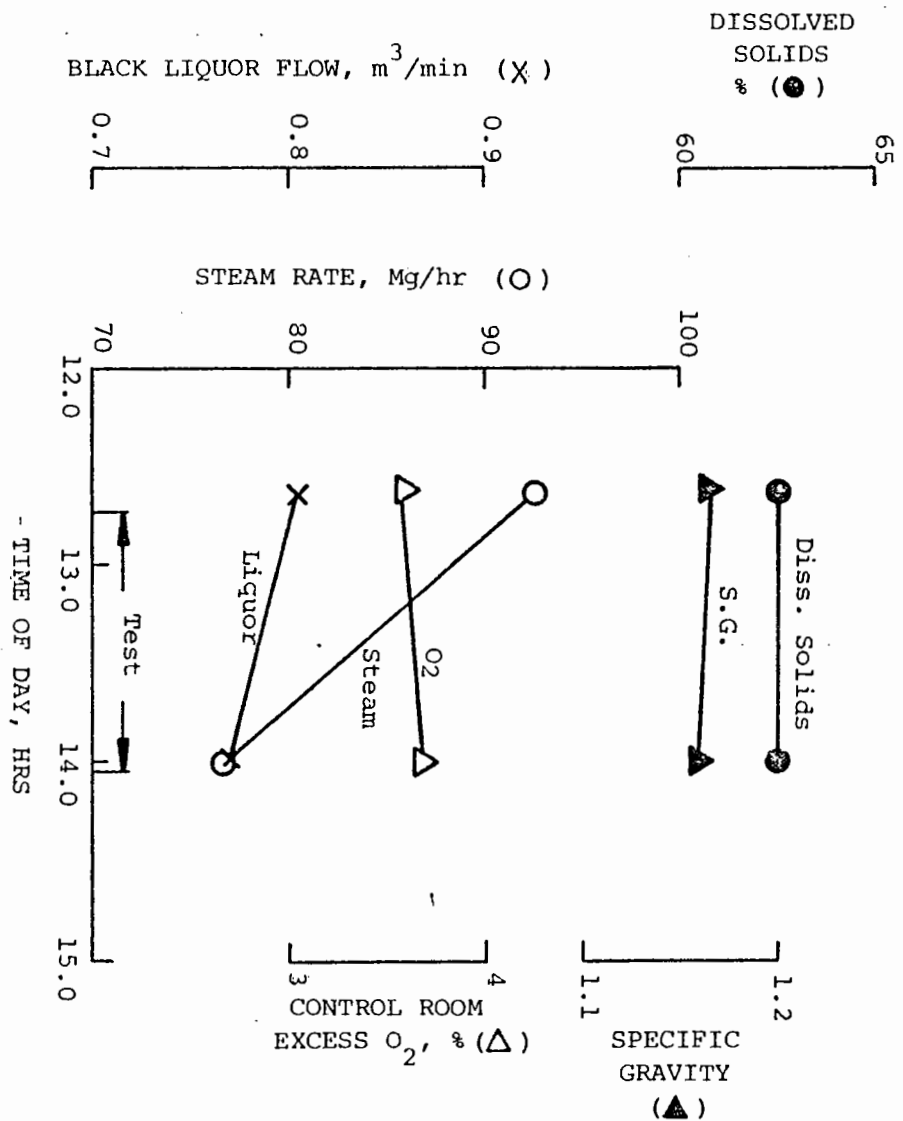 DISSOLVED
SOLIDS
% (●)
BLACK LIQUOR FLOW, m³/min (X)
0.7 0.8 0.9 60 65
STEAM RATE, Mg/hr (O)
70 80 90 100
12.0
13.0
14.0
15.0
- TIME OF DAY, HRS
Test
Liquor
Steam
O2
S.G.
Diss. Solids
3 4 1.1 1.2
CONTROL ROOM
EXCESS O₂, % (△)
SPECIFIC
GRAVITY
(▲)